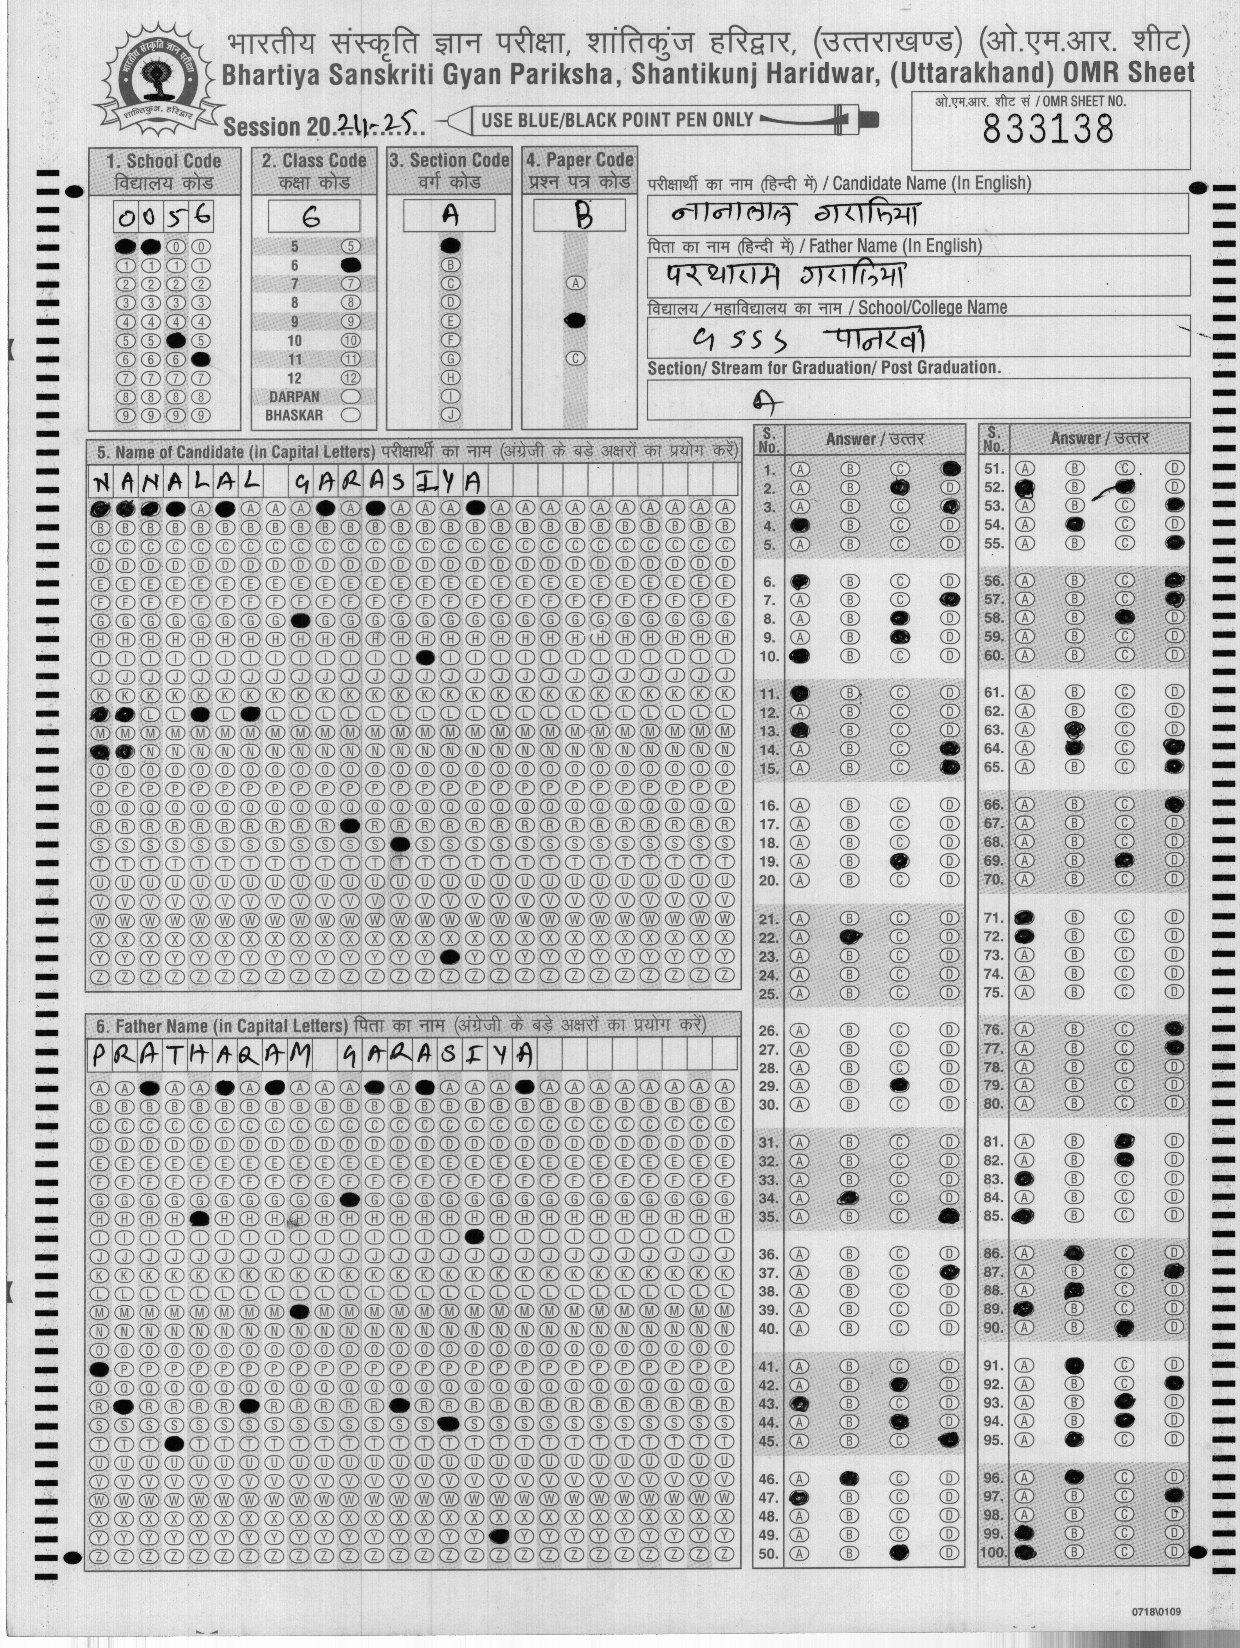 भारतीय संस्कृति ज्ञान परीक्षा, शांतिकुंज हरिद्वार, (उत्तराखण्ड) (ओ.एम.आर. शीट)
Bhartiya Sanskriti Gyan Pariksha, Shantikunj Haridwar, (Uttarakhand) OMR Sheet
Session 20 24-25
USE BLUE/BLACK POINT PEN ONLY
ओ.एम.आर. शीट सं / OMR SHEET NO.
833138
1. School Code
विद्यालय कोड
0056
2. Class Code
कक्षा कोड
6
3. Section Code
वर्ग कोड
A
4. Paper Code
प्रश्न पत्र कोड
B
5
6
7
8
9
10
11
12
DARPAN
BHASKAR
परीक्षार्थी का नाम (हिन्दी में) / Candidate Name (In English)
नानालाल गरासिया
पिता का नाम (हिन्दी में) / Father Name (In English)
परथाराम गरासिया
विद्यालय / महाविद्यालय का नाम / School/College Name
GSSS पानरवा
Section/ Stream for Graduation/ Post Graduation.
A
5. Name of Candidate (in Capital Letters) परीक्षार्थी का नाम (अंग्रेजी के बड़े अक्षरों का प्रयोग करें)
NANALAL GARASIYA
6. Father Name (in Capital Letters) पिता का नाम (अंग्रेजी के बड़े अक्षरों का प्रयोग करें)
PRATHARAM GARASIYA
S. No. Answer / उत्तर
S. No. Answer / उत्तर
0718\0109